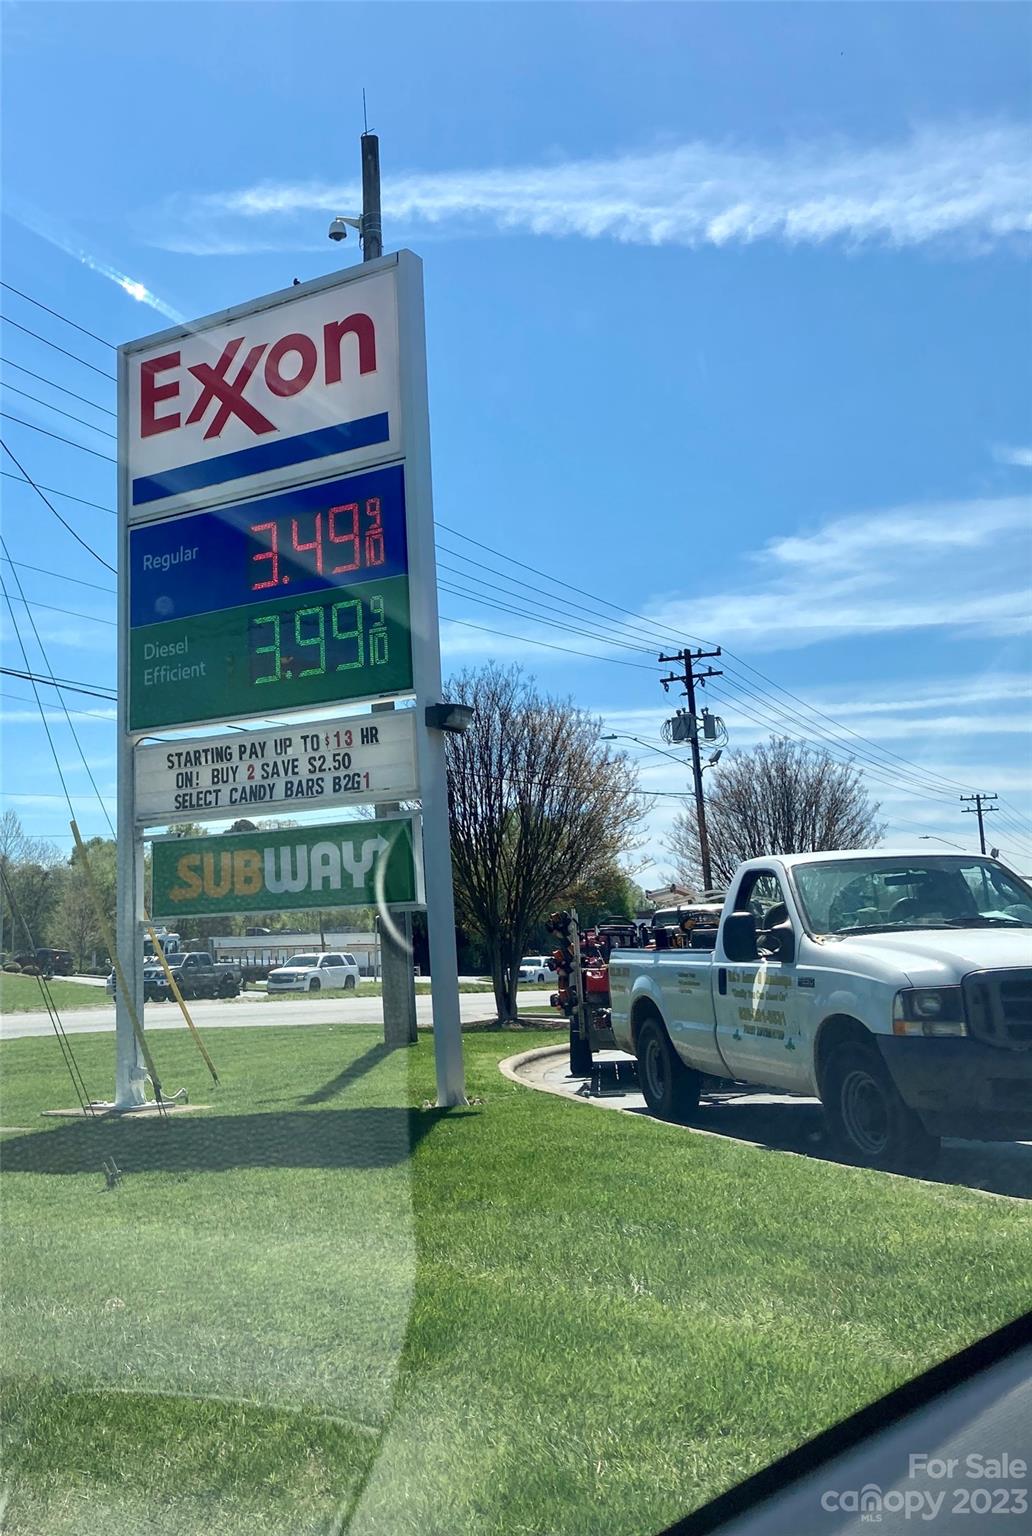 Exxon
Regular 3.49 9/10
Diesel
Efficient 3.99 9/10
STARTING PAY UP TO $13 HR
ON! BUY 2 SAVE $2.50
SELECT CANDY BARS B2G1
SUBWAY
For Sale
canopy 2023
MLS